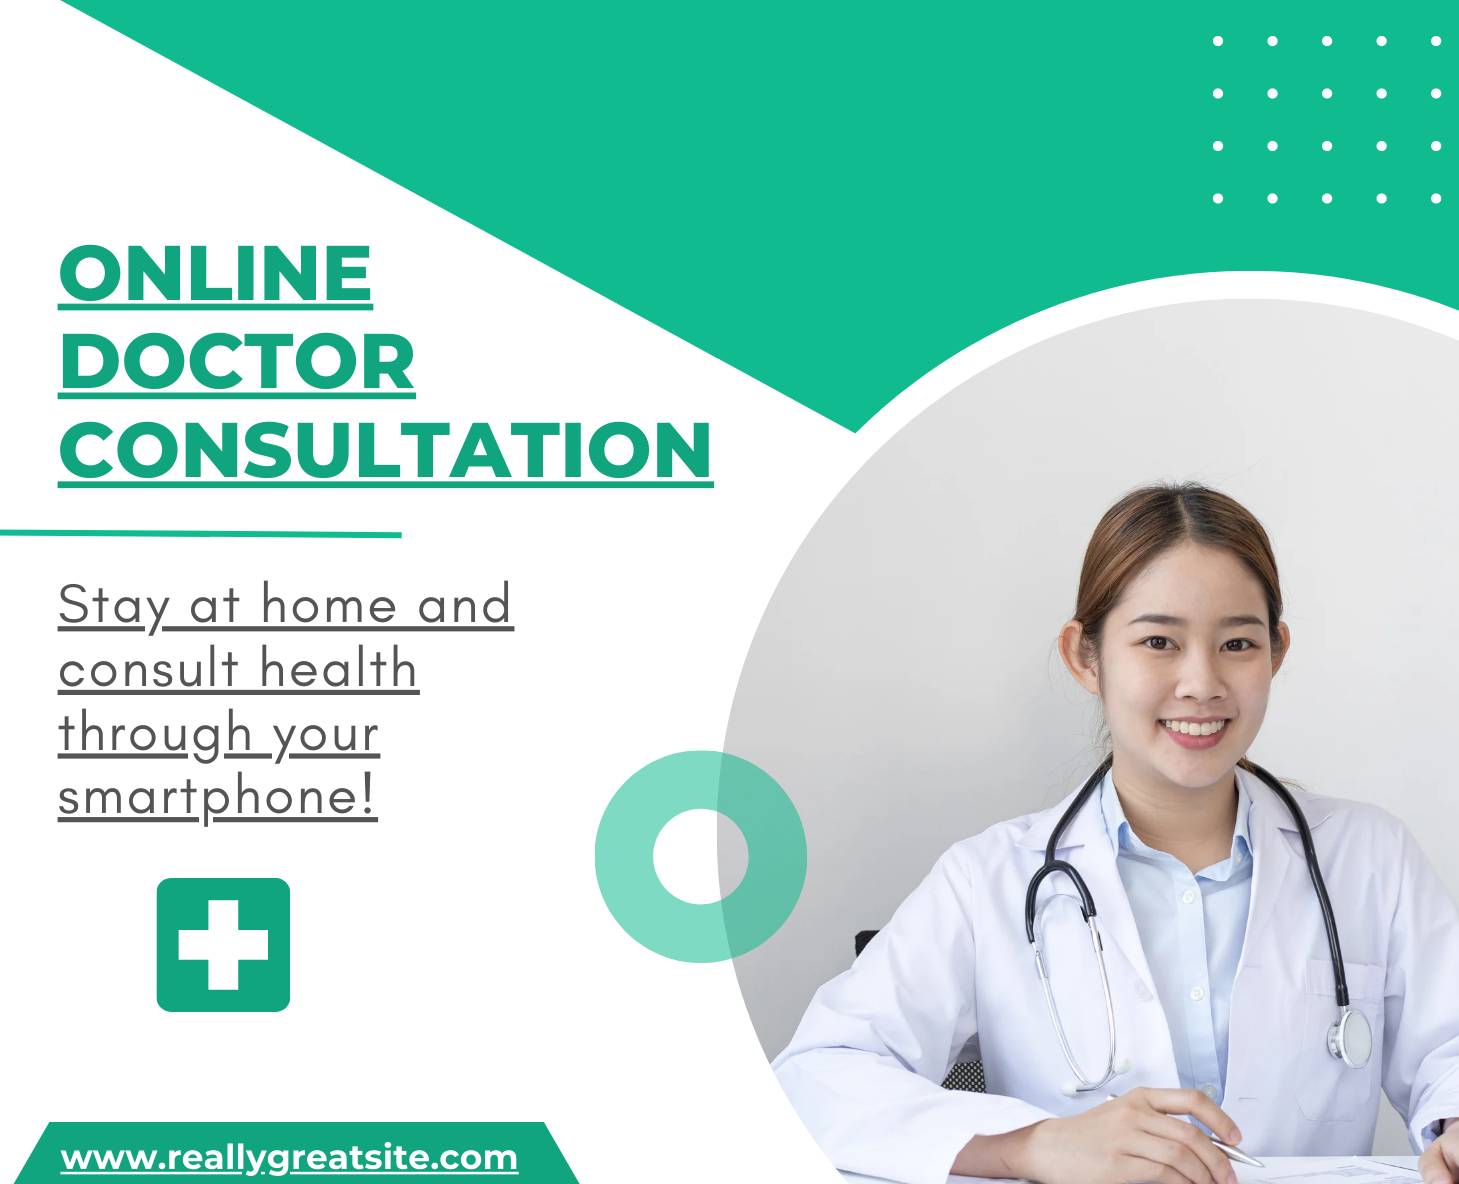 ONLINE
DOCTOR
CONSULTATION
Stay at home and
consult health
through your
smartphone!
www.reallygreatsite.com